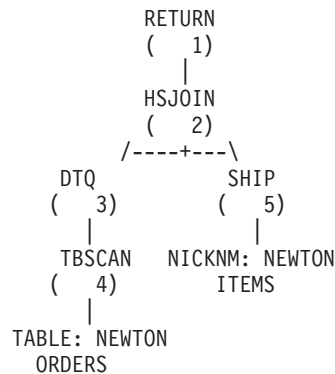 RETURN
( 1)
|
HSJOIN
( 2)
/----+---\
DTQ SHIP
( 3) ( 5)
| |
TBSCAN NICKNM: NEWTON
( 4) ITEMS
|
TABLE: NEWTON
ORDERS